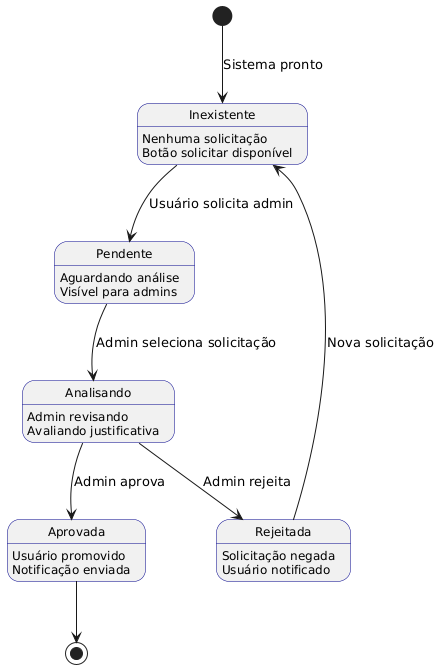 Sistema pronto
Inexistente
Nenhuma solicitação
Botão solicitar disponível
Usuário solicita admin
Pendente
Aguardando análise
Visível para admins
Admin seleciona solicitação
Nova solicitação
Analisando
Admin revisando
Avaliando justificativa
Admin aprova
Admin rejeita
Aprovada
Usuário promovido
Notificação enviada
Rejeitada
Solicitação negada
Usuário notificado